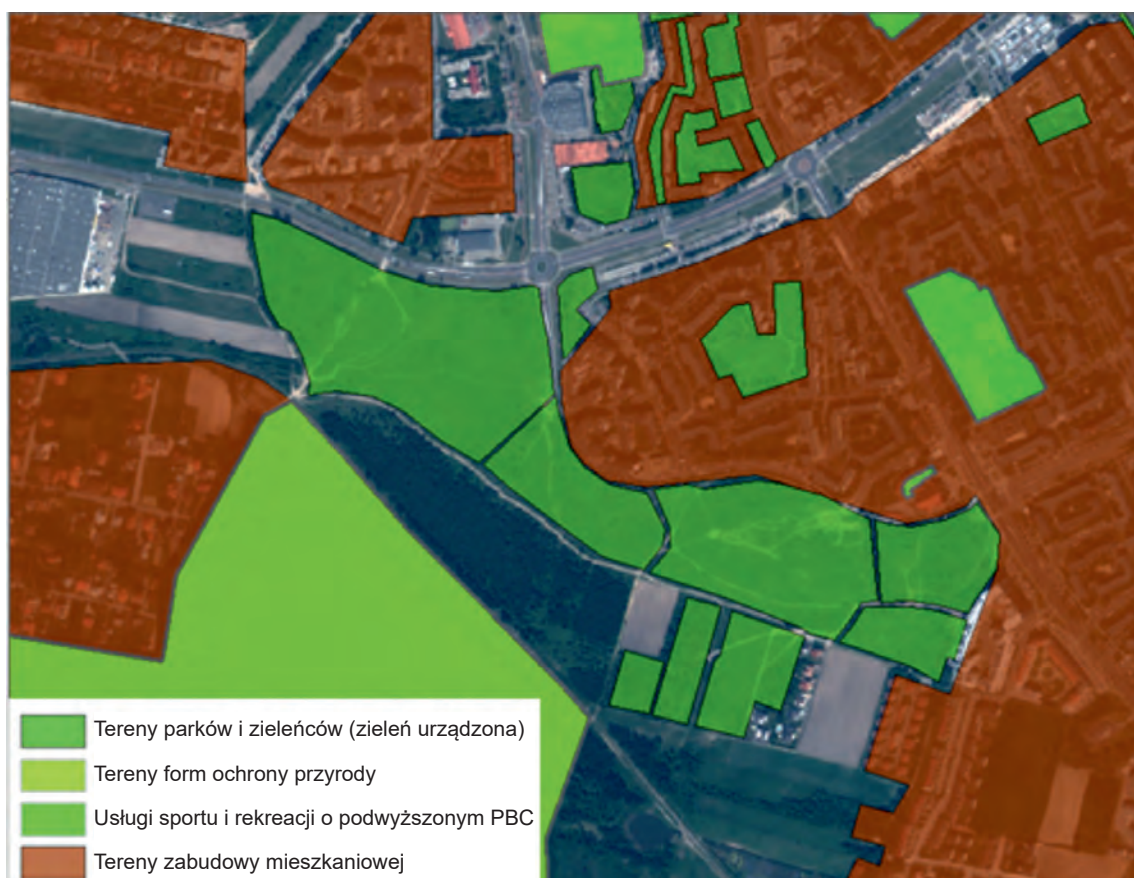 Tereny parków i zieleńców (zieleń urządzona)
Tereny form ochrony przyrody
Usługi sportu i rekreacji o podwyższonym PBC
Tereny zabudowy mieszkaniowej